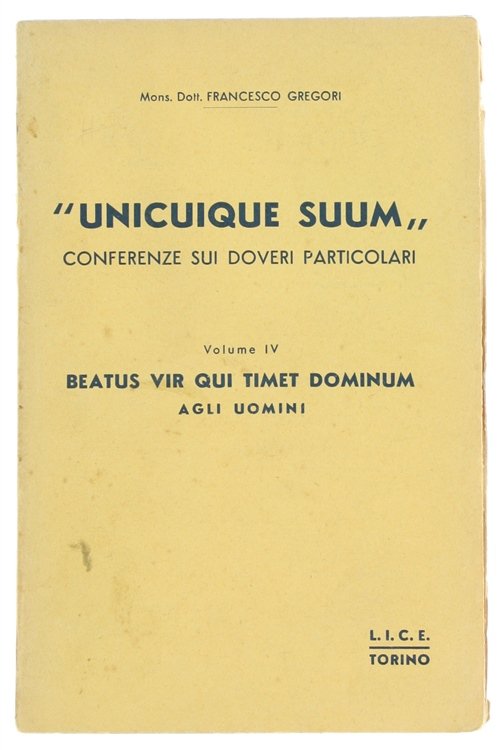 Mons. Dott. FRANCESCO GREGORI
"UNICUIQUE SUUM„
CONFERENZE SUI DOVERI PARTICOLARI
Volume IV
BEATUS VIR QUI TIMET DOMINUM
AGLI UOMINI
L. I. C. E.
TORINO